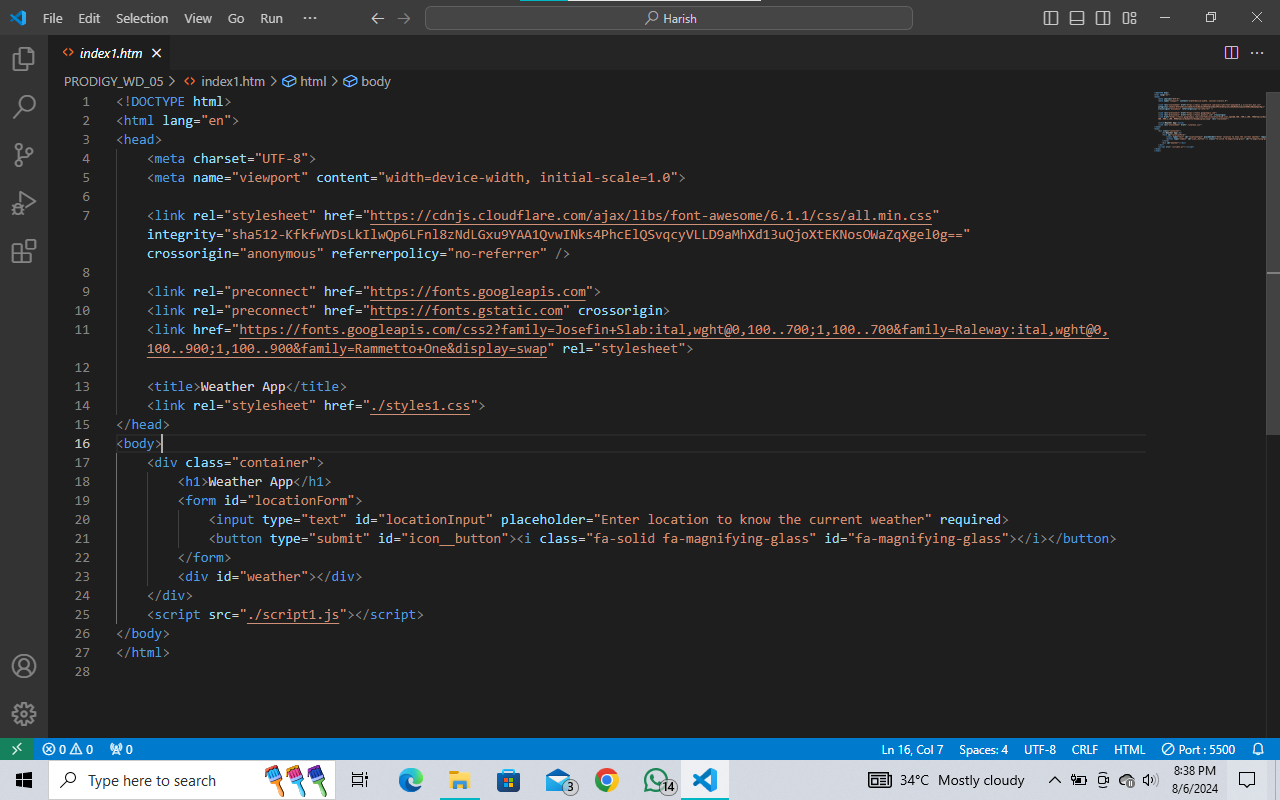 File Edit Selection View Go Run ··· Harish
index1.htm
PRODIGY_WD_05 > index1.htm > html > body
1 <!DOCTYPE html>
2 <html lang="en">
3 <head>
4 <meta charset="UTF-8">
5 <meta name="viewport" content="width=device-width, initial-scale=1.0">
6
7 <link rel="stylesheet" href="https://cdnjs.cloudflare.com/ajax/libs/font-awesome/6.1.1/css/all.min.css"
integrity="sha512-KfkfwYDsLkIlwQp6LFnl8zNdLGxu9YAA1QvwINks4PhcElQSvqcyVLLD9aMhXd13uQjoXtEKNosOWaZqXgel0g=="
crossorigin="anonymous" referrerpolicy="no-referrer" />
8
9 <link rel="preconnect" href="https://fonts.googleapis.com">
10 <link rel="preconnect" href="https://fonts.gstatic.com" crossorigin>
11 <link href="https://fonts.googleapis.com/css2?family=Josefin+Slab:ital,wght@0,100..700;1,100..700&family=Raleway:ital,wght@0,
100..900;1,100..900&family=Rammetto+One&display=swap" rel="stylesheet">
12
13 <title>Weather App</title>
14 <link rel="stylesheet" href="./styles1.css">
15 </head>
16 <body>
17 <div class="container">
18 <h1>Weather App</h1>
19 <form id="locationForm">
20 <input type="text" id="locationInput" placeholder="Enter location to know the current weather" required>
21 <button type="submit" id="icon__button"><i class="fa-solid fa-magnifying-glass" id="fa-magnifying-glass"></i></button>
22 </form>
23 <div id="weather"></div>
24 </div>
25 <script src="./script1.js"></script>
26 </body>
27 </html>
28
0 0 0 Ln 16, Col 7 Spaces: 4 UTF-8 CRLF HTML Port : 5500
Type here to search 3 14 34°C Mostly cloudy 8:38 PM
8/6/2024